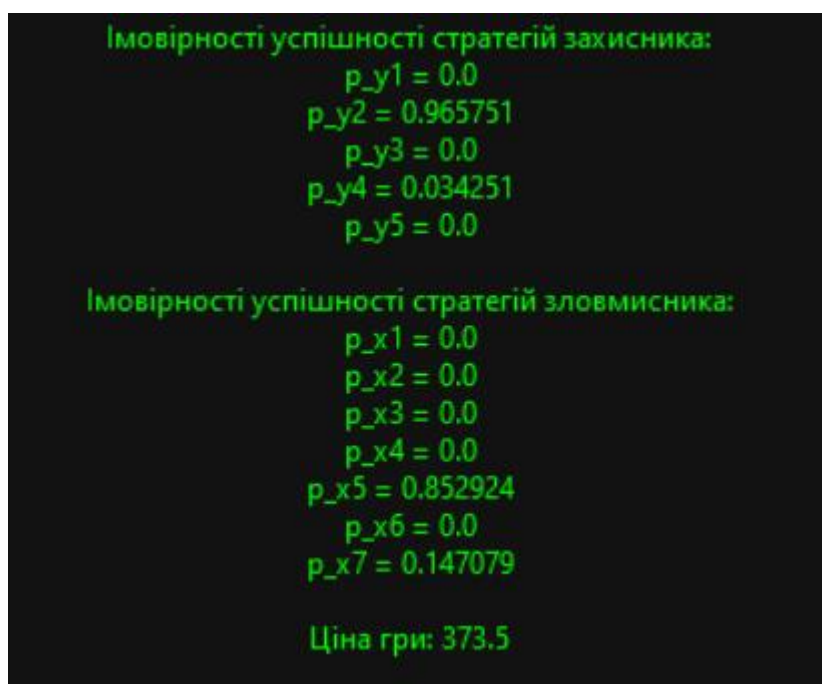 Імовірності успішності стратегій захисника:
p_y1 = 0.0
p_y2 = 0.965751
p_y3 = 0.0
p_y4 = 0.034251
p_y5 = 0.0
Імовірності успішності стратегій зловмисника:
p_x1 = 0.0
p_x2 = 0.0
p_x3 = 0.0
p_x4 = 0.0
p_x5 = 0.852924
p_x6 = 0.0
p_x7 = 0.147079
Ціна гри: 373.5